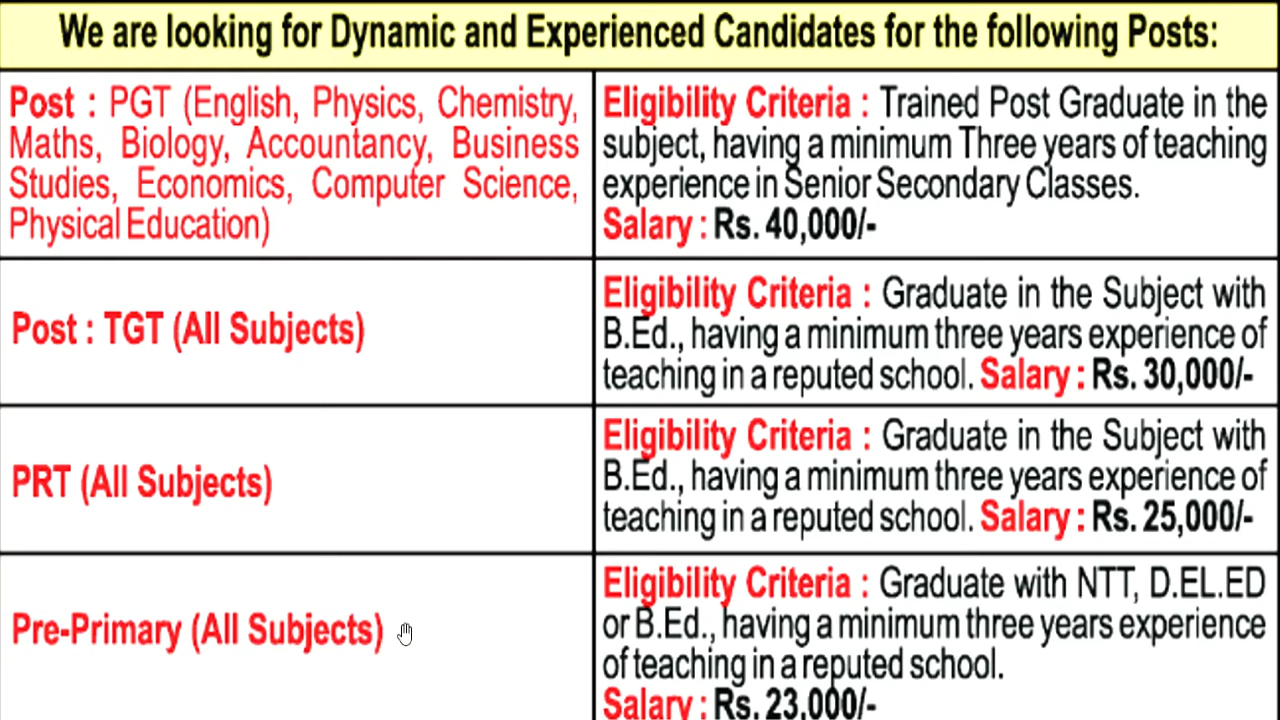 We are looking for Dynamic and Experienced Candidates for the following Posts:
Post : PGT (English, Physics, Chemistry,
Maths, Biology, Accountancy, Business
Studies, Economics, Computer Science,
Physical Education)
Eligibility Criteria : Trained Post Graduate in the
subject, having a minimum Three years of teaching
experience in Senior Secondary Classes.
Salary : Rs. 40,000/-
Post : TGT (All Subjects)
Eligibility Criteria : Graduate in the Subject with
B.Ed., having a minimum three years experience of
teaching in a reputed school. Salary : Rs. 30,000/-
PRT (All Subjects)
Eligibility Criteria : Graduate in the Subject with
B.Ed., having a minimum three years experience of
teaching in a reputed school. Salary : Rs. 25,000/-
Pre-Primary (All Subjects)
Eligibility Criteria : Graduate with NTT, D.EL.ED
or B.Ed., having a minimum three years experience
of teaching in a reputed school.
Salary : Rs. 23,000/-